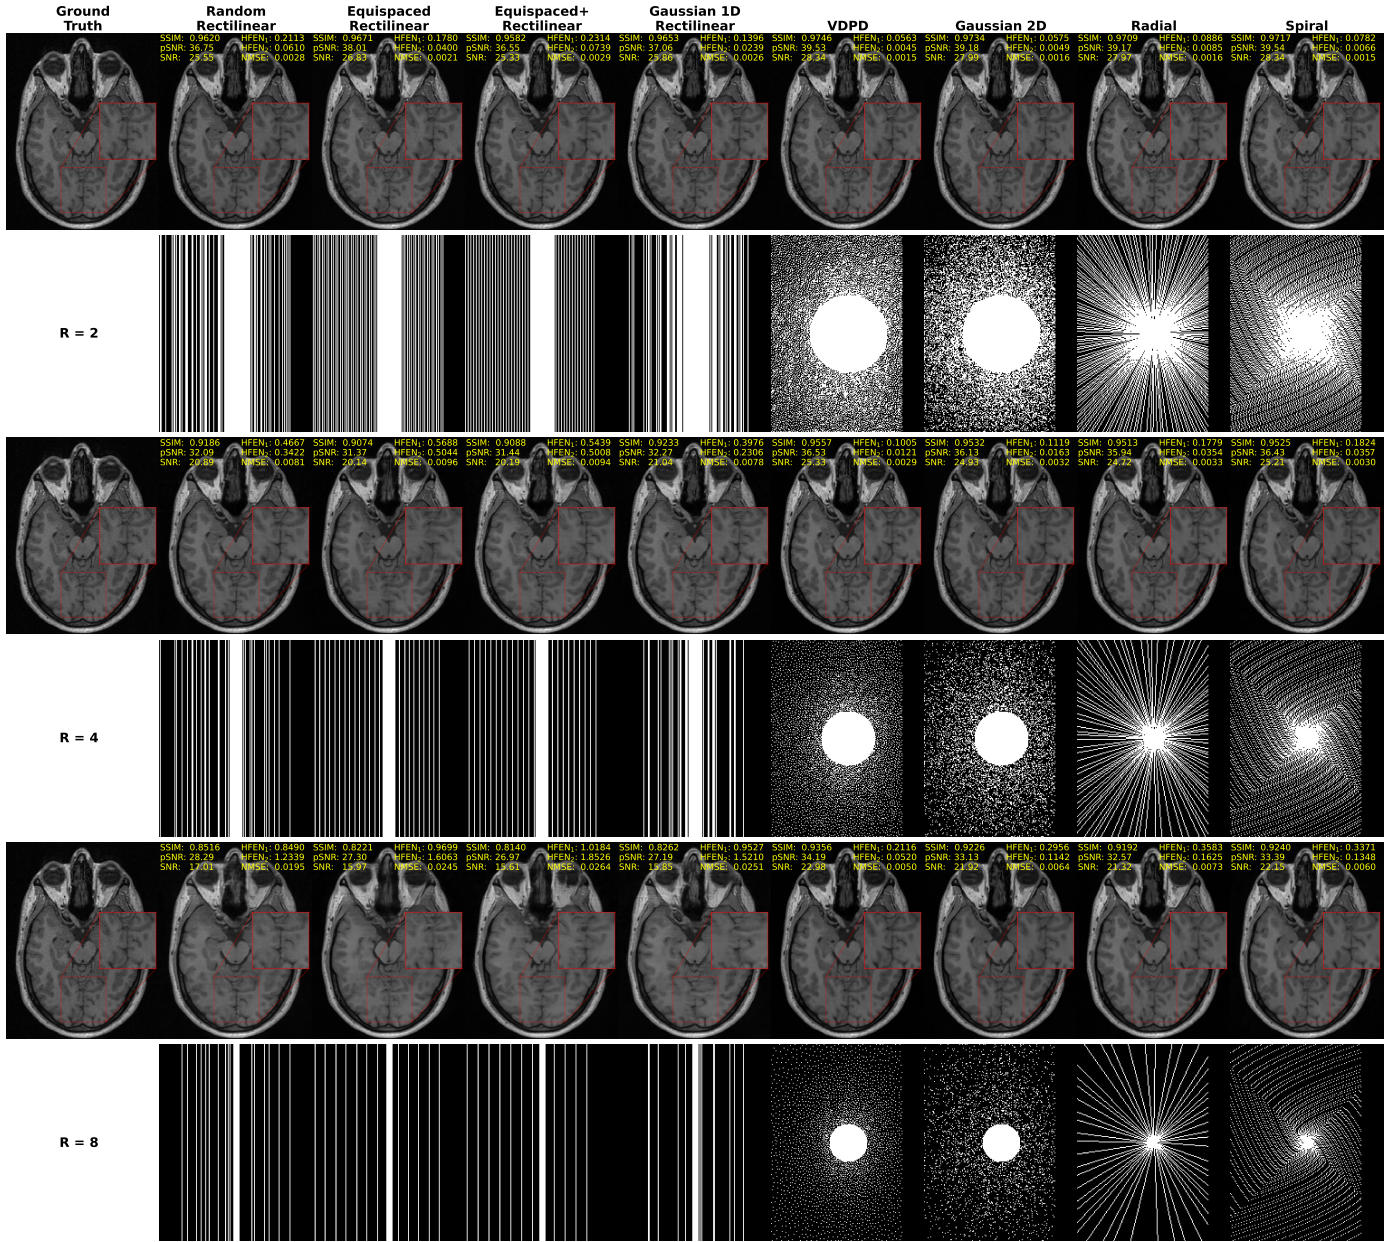 Ground
Truth
Random
Rectilinear
Equispaced
Rectilinear
Equispaced+
Rectilinear
Gaussian 1D
Rectilinear
VDPD
Gaussian 2D
Radial
Spiral
SSIM: 0.9620 HFEN₁: 0.2113
pSNR: 36.75 HFEN₂: 0.0610
SNR: 25.55 NMSE: 0.0028
SSIM: 0.9671 HFEN₁: 0.1780
pSNR: 38.01 HFEN₂: 0.0400
SNR: 26.83 NMSE: 0.0021
SSIM: 0.9582 HFEN₁: 0.2314
pSNR: 36.55 HFEN₂: 0.0739
SNR: 25.33 NMSE: 0.0029
SSIM: 0.9653 HFEN₁: 0.1396
pSNR: 37.06 HFEN₂: 0.0239
SNR: 25.86 NMSE: 0.0026
SSIM: 0.9746 HFEN₁: 0.0563
pSNR: 39.53 HFEN₂: 0.0045
SNR: 28.34 NMSE: 0.0015
SSIM: 0.9734 HFEN₁: 0.0575
pSNR: 39.18 HFEN₂: 0.0049
SNR: 27.99 NMSE: 0.0016
SSIM: 0.9709 HFEN₁: 0.0886
pSNR: 39.17 HFEN₂: 0.0085
SNR: 27.97 NMSE: 0.0016
SSIM: 0.9717 HFEN₁: 0.0782
pSNR: 39.54 HFEN₂: 0.0066
SNR: 28.34 NMSE: 0.0015
R = 2
SSIM: 0.9186 HFEN₁: 0.4667
pSNR: 32.09 HFEN₂: 0.3422
SNR: 20.89 NMSE: 0.0081
SSIM: 0.9074 HFEN₁: 0.5688
pSNR: 31.37 HFEN₂: 0.5044
SNR: 20.14 NMSE: 0.0096
SSIM: 0.9088 HFEN₁: 0.5439
pSNR: 31.44 HFEN₂: 0.5008
SNR: 20.19 NMSE: 0.0094
SSIM: 0.9233 HFEN₁: 0.3976
pSNR: 32.27 HFEN₂: 0.2306
SNR: 21.04 NMSE: 0.0078
SSIM: 0.9557 HFEN₁: 0.1005
pSNR: 36.53 HFEN₂: 0.0121
SNR: 25.33 NMSE: 0.0029
SSIM: 0.9532 HFEN₁: 0.1119
pSNR: 36.13 HFEN₂: 0.0163
SNR: 24.93 NMSE: 0.0032
SSIM: 0.9513 HFEN₁: 0.1779
pSNR: 35.94 HFEN₂: 0.0354
SNR: 24.72 NMSE: 0.0033
SSIM: 0.9525 HFEN₁: 0.1824
pSNR: 36.43 HFEN₂: 0.0357
SNR: 25.21 NMSE: 0.0030
R = 4
SSIM: 0.8516 HFEN₁: 0.8490
pSNR: 28.29 HFEN₂: 1.2339
SNR: 17.01 NMSE: 0.0195
SSIM: 0.8221 HFEN₁: 0.9699
pSNR: 27.30 HFEN₂: 1.6063
SNR: 15.97 NMSE: 0.0245
SSIM: 0.8140 HFEN₁: 1.0184
pSNR: 26.97 HFEN₂: 1.8526
SNR: 15.61 NMSE: 0.0264
SSIM: 0.8262 HFEN₁: 0.9527
pSNR: 27.19 HFEN₂: 1.5210
SNR: 15.85 NMSE: 0.0251
SSIM: 0.9356 HFEN₁: 0.2116
pSNR: 34.19 HFEN₂: 0.0520
SNR: 22.98 NMSE: 0.0050
SSIM: 0.9226 HFEN₁: 0.2956
pSNR: 33.13 HFEN₂: 0.1142
SNR: 21.92 NMSE: 0.0064
SSIM: 0.9192 HFEN₁: 0.3583
pSNR: 32.57 HFEN₂: 0.1625
SNR: 21.32 NMSE: 0.0073
SSIM: 0.9240 HFEN₁: 0.3371
pSNR: 33.39 HFEN₂: 0.1348
SNR: 22.15 NMSE: 0.0060
R = 8